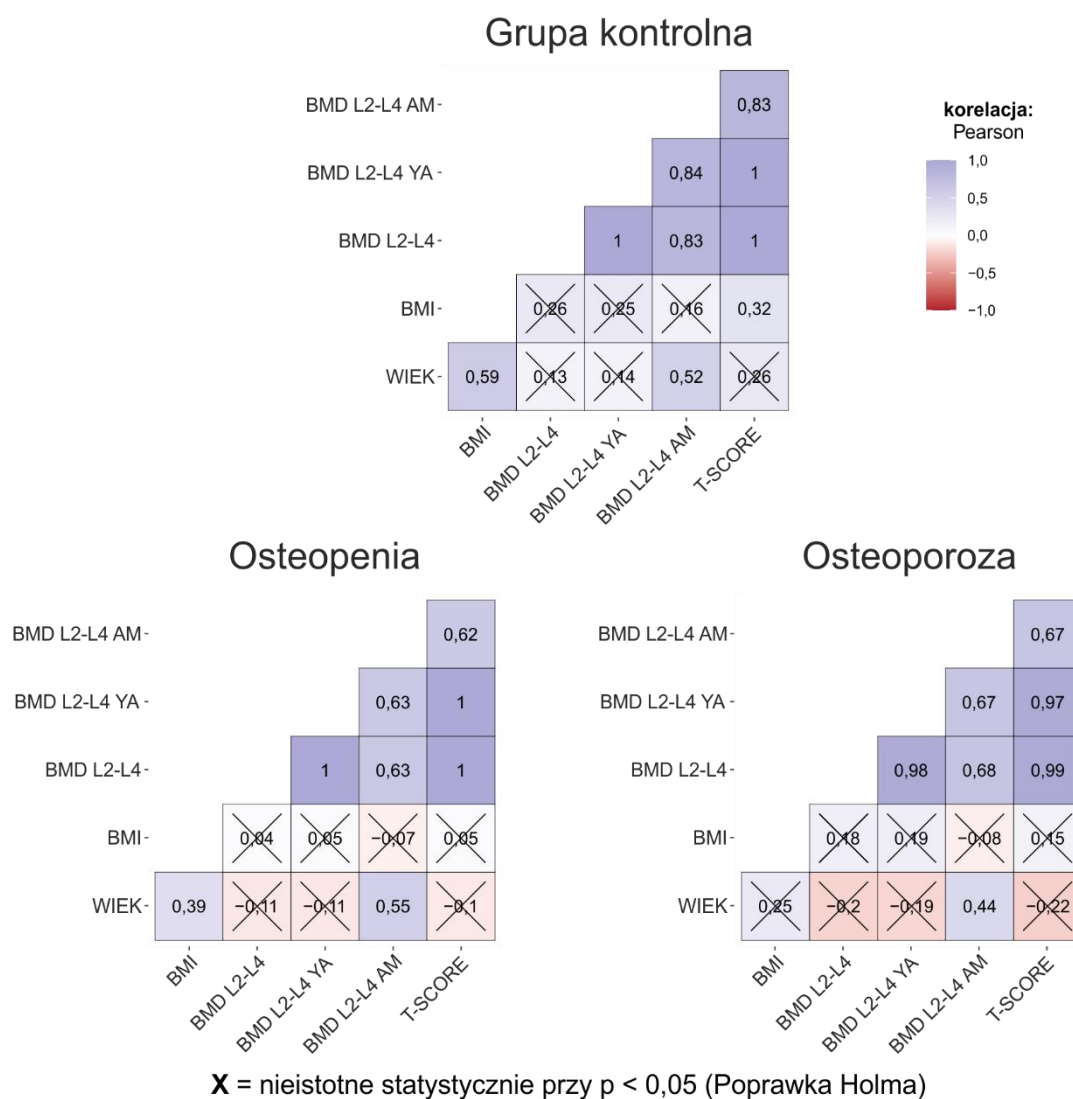 Grupa kontrolna
BMD L2-L4 AM
0,83
korelacja:
Pearson
1,0
0,5
0,0
−0,5
−1,0
BMD L2-L4 YA
0,84 1
BMD L2-L4
1 0,83 1
BMI
0,26 0,25 0,16 0,32
WIEK
0,59 0,13 0,14 0,52 0,26
BMI BMD L2-L4 BMD L2-L4 YA BMD L2-L4 AM T-SCORE
Osteopenia
BMD L2-L4 AM
0,62
BMD L2-L4 YA
0,63 1
BMD L2-L4
1 0,63 1
BMI
0,04 0,05 −0,07 0,05
WIEK
0,39 −0,11 −0,11 0,55 −0,1
BMI BMD L2-L4 BMD L2-L4 YA BMD L2-L4 AM T-SCORE
Osteoporoza
BMD L2-L4 AM
0,67
BMD L2-L4 YA
0,67 0,97
BMD L2-L4
0,98 0,68 0,99
BMI
0,18 0,19 −0,08 0,15
WIEK
0,25 −0,2 −0,19 0,44 −0,22
BMI BMD L2-L4 BMD L2-L4 YA BMD L2-L4 AM T-SCORE
X = nieistotne statystycznie przy p < 0,05 (Poprawka Holma)